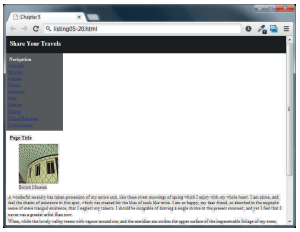 Chapter 5
listing05-20.html
Share Your Travels
Navigation
Page Title
British Museum
A wonderful serenity has taken possession of my entire soul, like these sweet mornings of spring which I enjoy with my whole heart. I am alone, and
feel the charm of existence in this spot, which was created for the bliss of souls like mine. I am so happy, my dear friend, so absorbed in the exquisite
sense of mere tranquil existence, that I neglect my talents. I should be incapable of drawing a single stroke at the present moment; and yet I feel that I
never was a greater artist than now.
When, while the lovely valley teems with vapour around me, and the meridian sun strikes the upper surface of the impenetrable foliage of my trees,